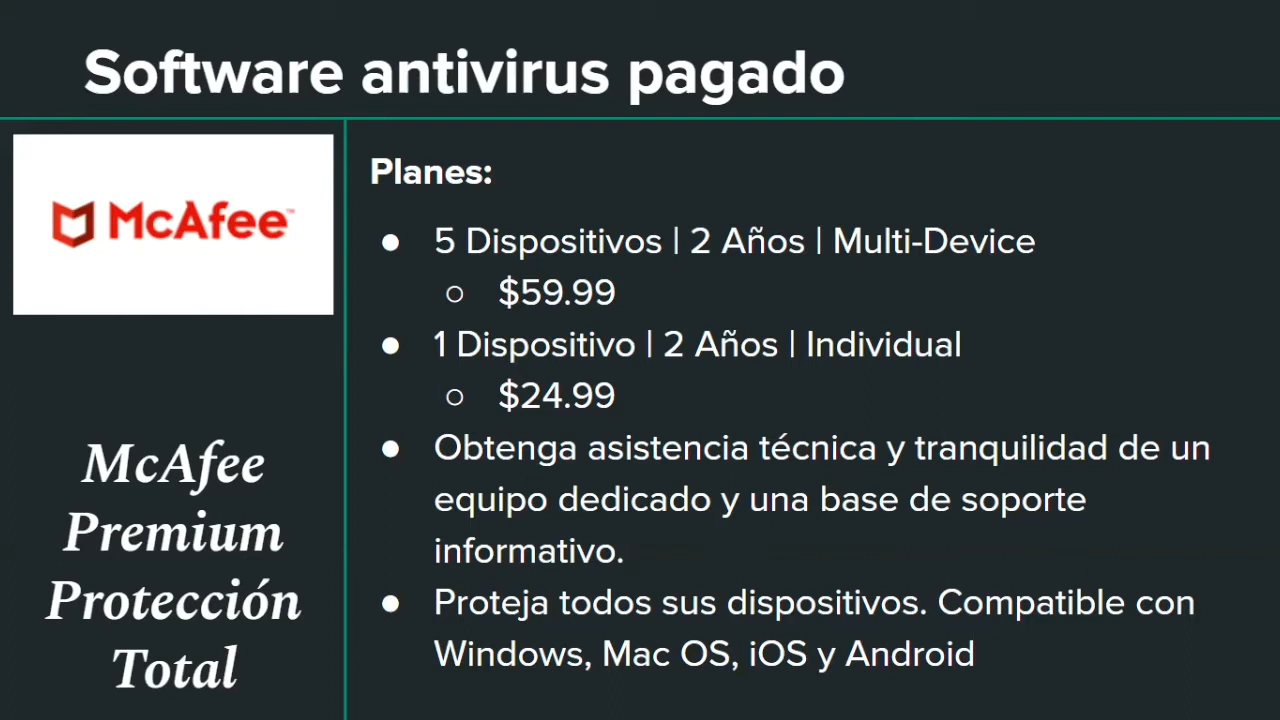 Software antivirus pagado
McAfee™
McAfee
Premium
Protección
Total
Planes:
● 5 Dispositivos | 2 Años | Multi-Device
○ $59.99
● 1 Dispositivo | 2 Años | Individual
○ $24.99
● Obtenga asistencia técnica y tranquilidad de un
equipo dedicado y una base de soporte
informativo.
● Proteja todos sus dispositivos. Compatible con
Windows, Mac OS, iOS y Android